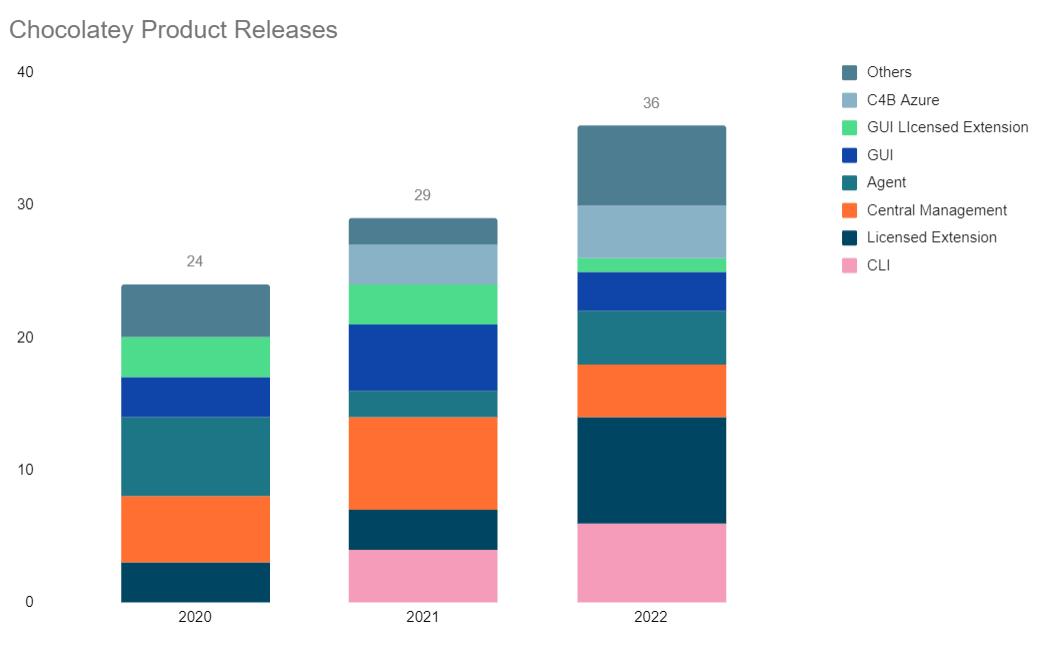 Chocolatey Product Releases
40
30
20
10
0
24
29
36
2020
2021
2022
Others
C4B Azure
GUI LIcensed Extension
GUI
Agent
Central Management
Licensed Extension
CLI